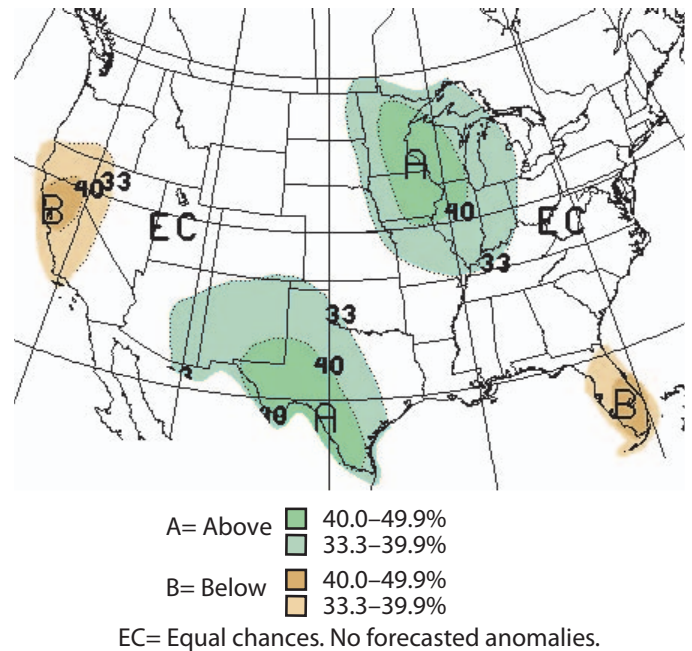 A
40 33
B
EC
40
EC
33
33
40
A
B
A= Above 40.0–49.9%
33.3–39.9%
B= Below 40.0–49.9%
33.3–39.9%
EC= Equal chances. No forecasted anomalies.